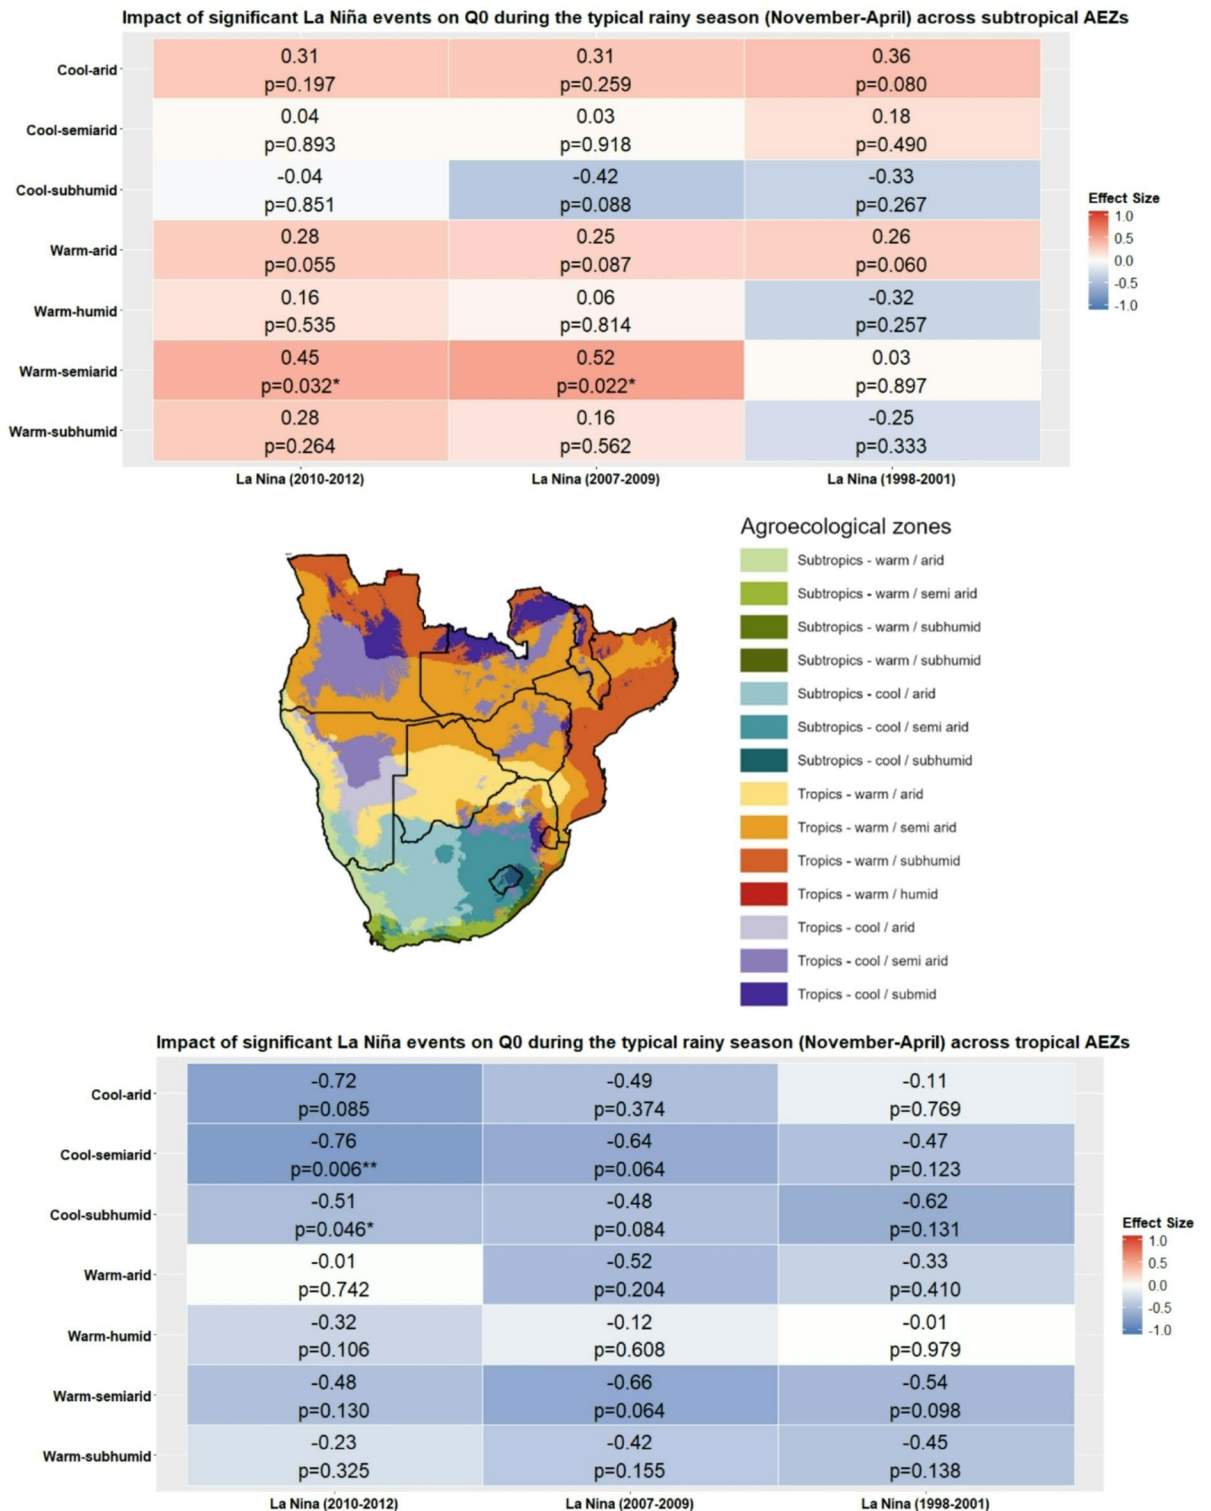 Impact of significant La Niña events on Q0 during the typical rainy season (November-April) across subtropical AEZs
Cool-arid
0.31
p=0.197
0.31
p=0.259
0.36
p=0.080
Cool-semiarid
0.04
p=0.893
0.03
p=0.918
0.18
p=0.490
Cool-subhumid
-0.04
p=0.851
-0.42
p=0.088
-0.33
p=0.267
Warm-arid
0.28
p=0.055
0.25
p=0.087
0.26
p=0.060
Warm-humid
0.16
p=0.535
0.06
p=0.814
-0.32
p=0.257
Warm-semiarid
0.45
p=0.032*
0.52
p=0.022*
0.03
p=0.897
Warm-subhumid
0.28
p=0.264
0.16
p=0.562
-0.25
p=0.333
La Nina (2010-2012)
La Nina (2007-2009)
La Nina (1998-2001)
Effect Size
1.0
0.5
0.0
-0.5
-1.0
Agroecological zones
Subtropics - warm / arid
Subtropics - warm / semi arid
Subtropics - warm / subhumid
Subtropics - warm / subhumid
Subtropics - cool / arid
Subtropics - cool / semi arid
Subtropics - cool / subhumid
Tropics - warm / arid
Tropics - warm / semi arid
Tropics - warm / subhumid
Tropics - warm / humid
Tropics - cool / arid
Tropics - cool / semi arid
Tropics - cool / submid
Impact of significant La Niña events on Q0 during the typical rainy season (November-April) across tropical AEZs
Cool-arid
-0.72
p=0.085
-0.49
p=0.374
-0.11
p=0.769
Cool-semiarid
-0.76
p=0.006**
-0.64
p=0.064
-0.47
p=0.123
Cool-subhumid
-0.51
p=0.046*
-0.48
p=0.084
-0.62
p=0.131
Warm-arid
-0.01
p=0.742
-0.52
p=0.204
-0.33
p=0.410
Warm-humid
-0.32
p=0.106
-0.12
p=0.608
-0.01
p=0.979
Warm-semiarid
-0.48
p=0.130
-0.66
p=0.064
-0.54
p=0.098
Warm-subhumid
-0.23
p=0.325
-0.42
p=0.155
-0.45
p=0.138
La Nina (2010-2012)
La Nina (2007-2009)
La Nina (1998-2001)
Effect Size
1.0
0.5
0.0
-0.5
-1.0